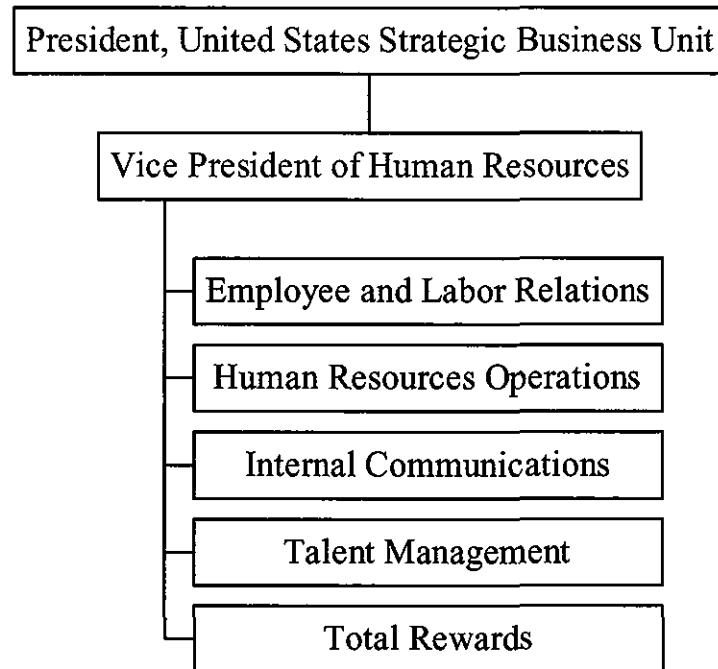 President, United States Strategic Business Unit
Vice President of Human Resources
Employee and Labor Relations
Human Resources Operations
Internal Communications
Talent Management
Total Rewards